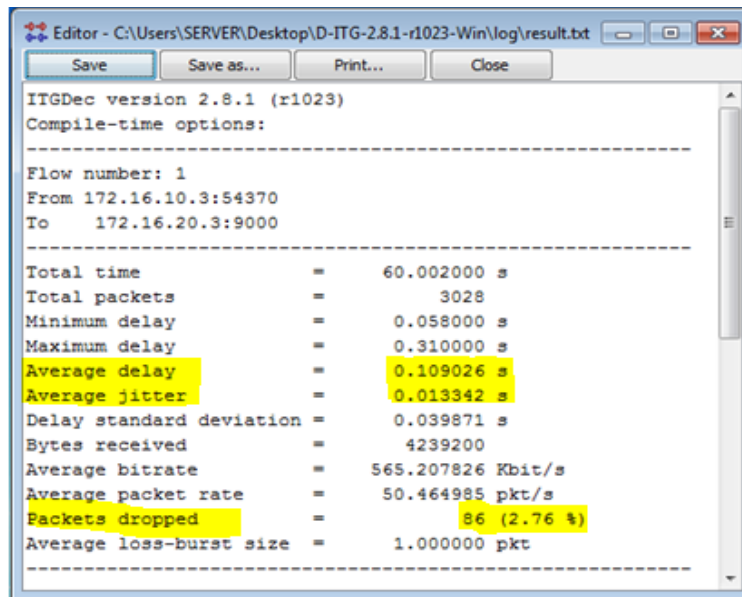 Editor - C:\Users\SERVER\Desktop\D-ITG-2.8.1-r1023-Win\log\result.txt
Save Save as... Print... Close
ITGDec version 2.8.1 (r1023)
Compile-time options:
------------------------------------------------------------
Flow number: 1
From 172.16.10.3:54370
To    172.16.20.3:9000
------------------------------------------------------------
Total time               =     60.002000 s
Total packets            =          3028
Minimum delay            =      0.058000 s
Maximum delay            =      0.310000 s
Average delay            =      0.109026 s
Average jitter           =      0.013342 s
Delay standard deviation =      0.039871 s
Bytes received           =       4239200
Average bitrate          =    565.207826 Kbit/s
Average packet rate      =     50.464985 pkt/s
Packets dropped          =            86 (2.76 %)
Average loss-burst size  =      1.000000 pkt
------------------------------------------------------------